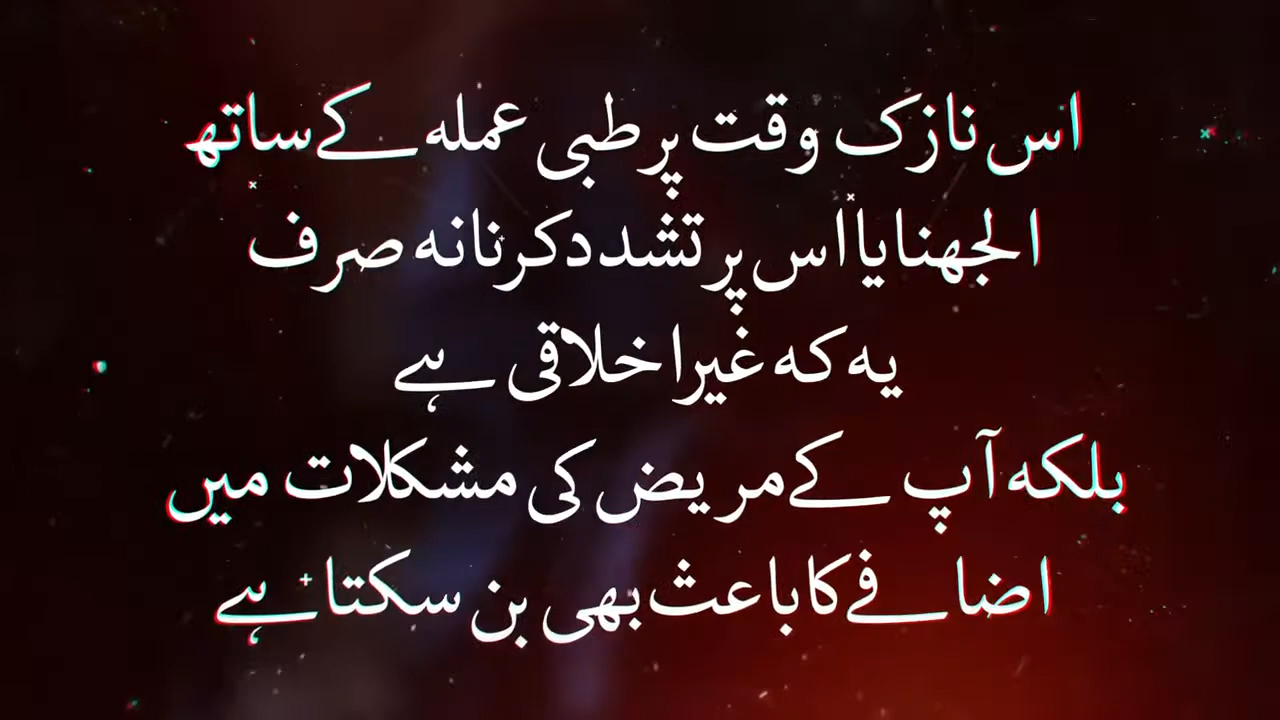 اس نازک وقت پر طبی عملہ کے ساتھ
الجھنا یا اس پر تشدد کرنا نہ صرف
یہ کہ غیر اخلاقی ہے
بلکہ آپ کے مریض کی مشکلات میں
اضافے کا باعث بھی بن سکتا ہے